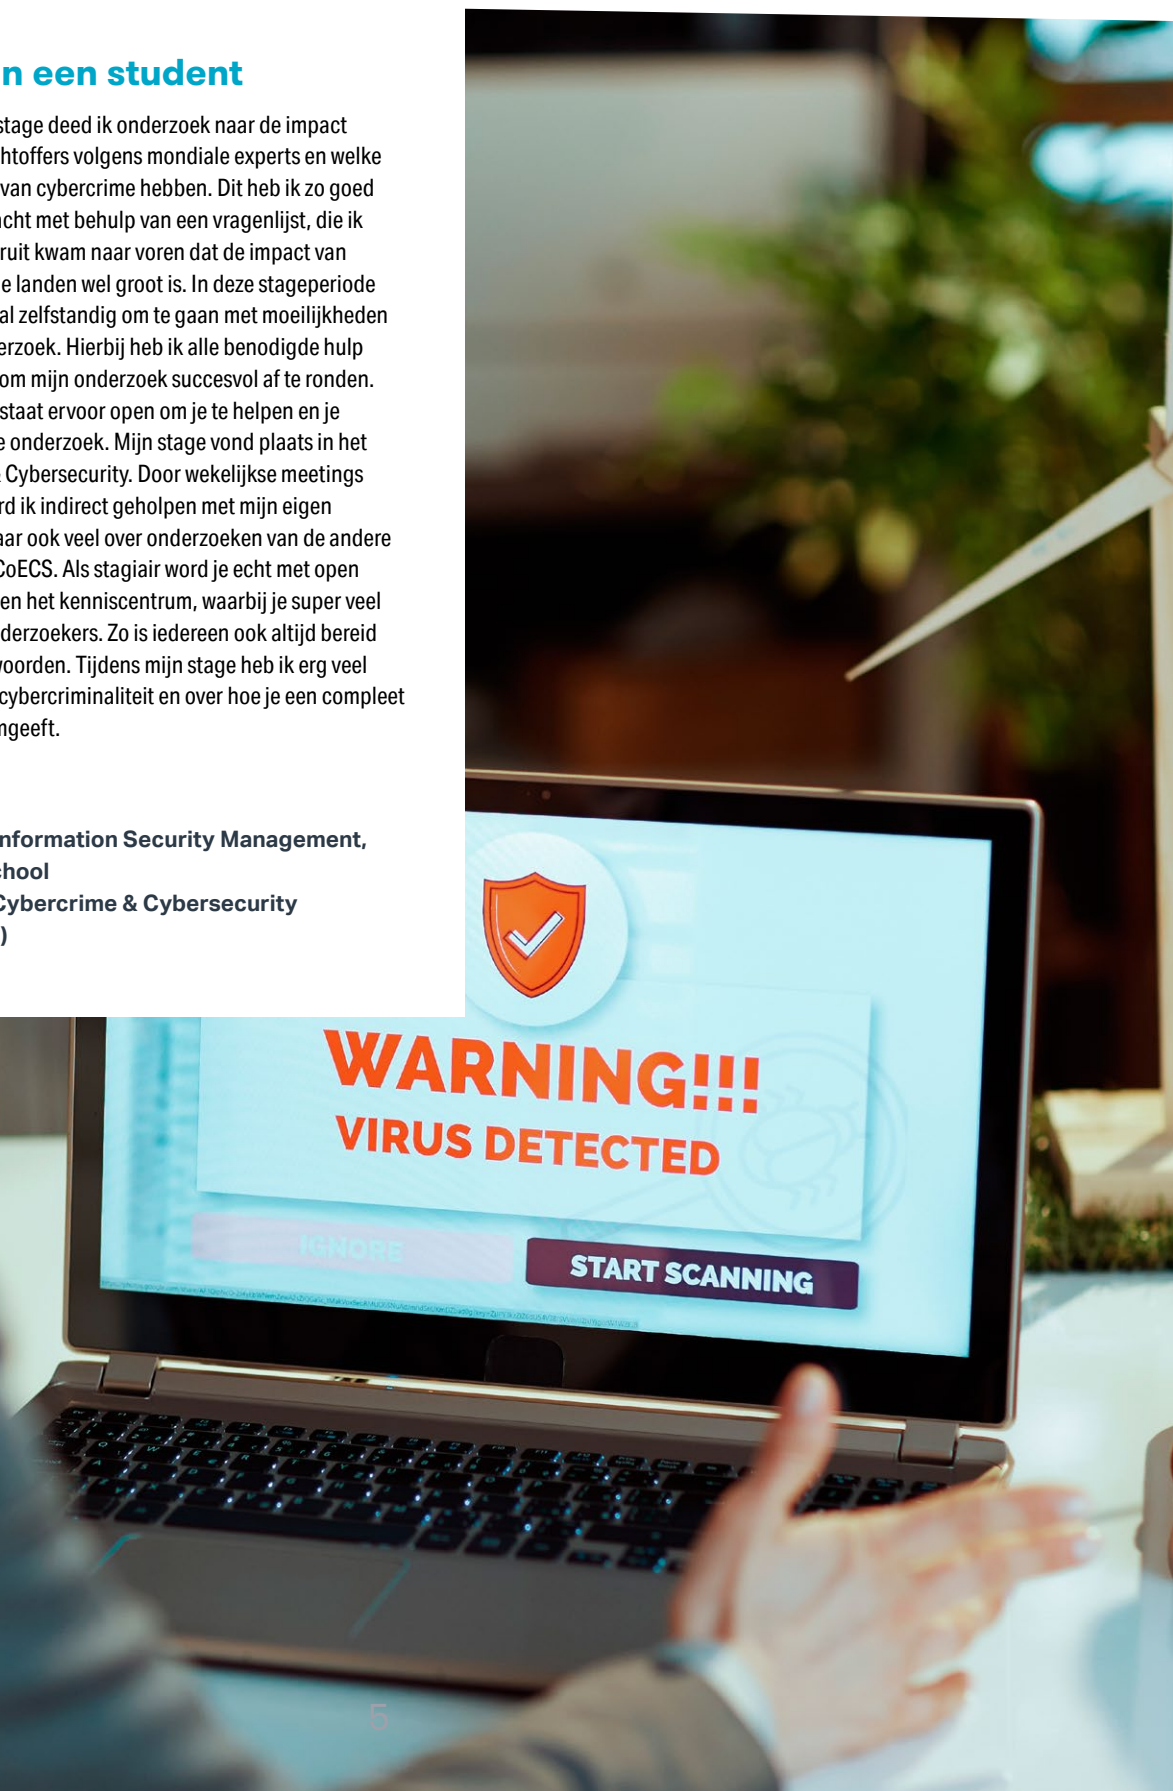 n een student
stage deed ik onderzoek naar de impact
htoffers volgens mondiale experts en welke
van cybercrime hebben. Dit heb ik zo goed
cht met behulp van een vragenlijst, die ik
ruit kwam naar voren dat de impact van
e landen wel groot is. In deze stageperiode
al zelfstandig om te gaan met moeilijkheden
erzoek. Hierbij heb ik alle benodigde hulp
om mijn onderzoek succesvol af te ronden.
staat ervoor open om je te helpen en je
e onderzoek. Mijn stage vond plaats in het
& Cybersecurity. Door wekelijkse meetings
rd ik indirect geholpen met mijn eigen
aar ook veel over onderzoeken van de andere
CoECS. Als stagiair word je echt met open
en het kenniscentrum, waarbij je super veel
derzoekers. Zo is iedereen ook altijd bereid
woorden. Tijdens mijn stage heb ik erg veel
cybercriminaliteit en over hoe je een compleet
mgeeft.
nformation Security Management,
chool
Cybercrime & Cybersecurity
)
WARNING!!!
VIRUS DETECTED
IGNORE
START SCANNING
5